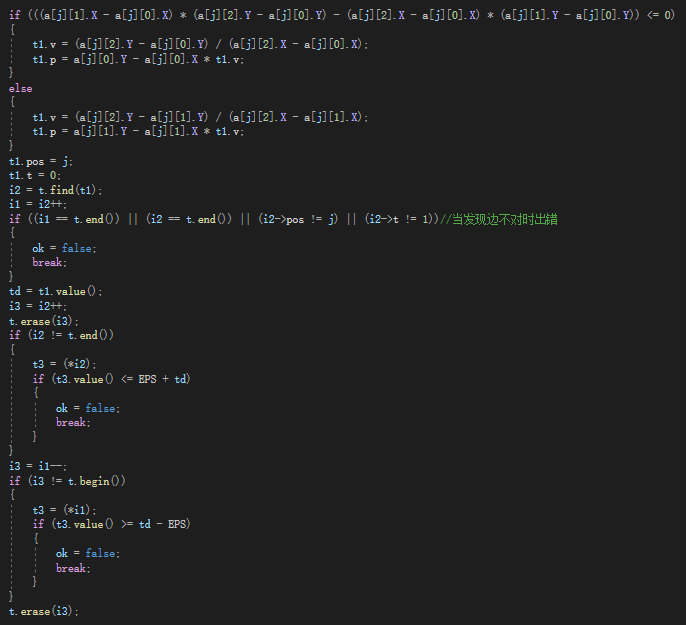 if (((a[j][1].X - a[j][0].X) * (a[j][2].Y - a[j][0].Y) - (a[j][2].X - a[j][0].X) * (a[j][1].Y - a[j][0].Y)) <= 0)
{
t1.v = (a[j][2].Y - a[j][0].Y) / (a[j][2].X - a[j][0].X);
t1.p = a[j][0].Y - a[j][0].X * t1.v;
}
else
{
t1.v = (a[j][2].Y - a[j][1].Y) / (a[j][2].X - a[j][1].X);
t1.p = a[j][1].Y - a[j][1].X * t1.v;
}
t1.pos = j;
t1.t = 0;
i2 = t.find(t1);
i1 = i2++;
if ((i1 == t.end()) || (i2 == t.end()) || (i2->pos != j) || (i2->t != 1))//当发现边不对时出错
{
ok = false;
break;
}
td = t1.value();
i3 = i2++;
t.erase(i3);
if (i2 != t.end())
{
t3 = (*i2);
if (t3.value() <= EPS + td)
{
ok = false;
break;
}
}
i3 = i1--;
if (i3 != t.begin())
{
t3 = (*i1);
if (t3.value() >= td - EPS)
{
ok = false;
break;
}
}
t.erase(i3);